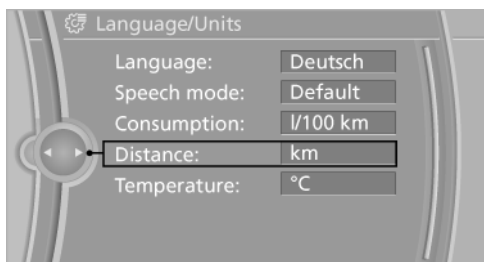 Language/Units
Language: Deutsch
Speech mode: Default
Consumption: l/100 km
Distance: km
Temperature: °C